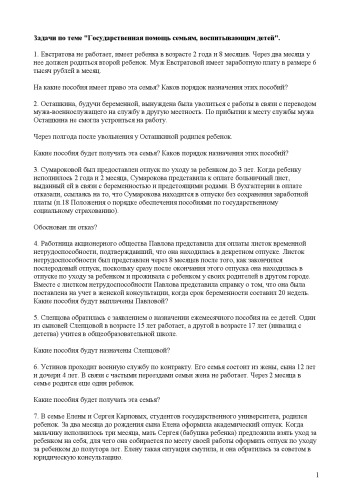 Задачи по теме "Государственная помощь семьям, воспитывающим детей".
1. Евстратова не работает, имеет ребенка в возрасте 2 года и 8 месяцев. Через два месяца у
нее должен родиться второй ребенок. Муж Евстратовой имеет заработную плату в размере 6
тысяч рублей в месяц.
На какие пособия имеет право эта семья? Каков порядок назначения этих пособий?
2. Осташкина, будучи беременной, вынуждена была уволиться с работы в связи с переводом
мужа-военнослужащего на службу в другую местность. По прибытии к месту службы мужа
Осташкина не смогла устроиться на работу.
Через полгода после увольнения у Осташкиной родился ребенок.
Какие пособия будет получать эта семья? Каков порядок назначения этих пособий?
3. Сумароковой был предоставлен отпуск по уходу за ребенком до 3 лет. Когда ребенку
исполнилось 2 года и 2 месяца, Сумарокова представила к оплате больничный лист,
выданный ей в связи с беременностью и предстоящими родами. В бухгалтерии в оплате
отказали, ссылаясь на то, что Сумарокова находится в отпуске без сохранения заработной
платы (п.18 Положения о порядке обеспечения пособиями по государственному
социальному страхованию).
Обоснован ли отказ?
4. Работница акционерного общества Павлова представила для оплаты листок временной
нетрудоспособности, подтверждающий, что она находилась в декретном отпуске. Листок
нетрудоспособности был представлен через 8 месяцев после того, как закончился
послеродовый отпуск, поскольку сразу после окончания этого отпуска она находилась в
отпуске по уходу за ребенком и проживала с ребенком у своих родителей в другом городе.
Вместе с листком нетрудоспособности Павлова представила справку о том, что она была
поставлена на учет в женской консультации, когда срок беременности составил 20 недель.
Какие пособия будут выплачены Павловой?
5. Слепцова обратилась с заявлением о назначении ежемесячного пособия на ее детей. Один
из сыновей Слепцовой в возрасте 15 лет работает, а другой в возрасте 17 лет (инвалид с
детства) учится в общеобразовательной школе.
Какие пособия будут назначены Слепцовой?
6. Устинов проходит военную службу по контракту. Его семья состоит из жены, сына 12 лет
и дочери 4 лет. В связи с частыми переездами семьи жена не работает. Через 2 месяца в
семье родится еще один ребенок.
Какие пособия будет получать эта семья?
7. В семье Елены и Сергея Карповых, студентов государственного университета, родился
ребенок. За два месяца до рождения сына Елена оформила академический отпуск. Когда
мальчику исполнилось три месяца, мать Сергея (бабушка ребенка) предложила взять уход за
ребенком на себя, для чего она собирается по месту своей работы оформить отпуск по уходу
за ребенком до полутора лет. Елену такая ситуация смутила, и она обратилась за советом в
юридическую консультацию.
1